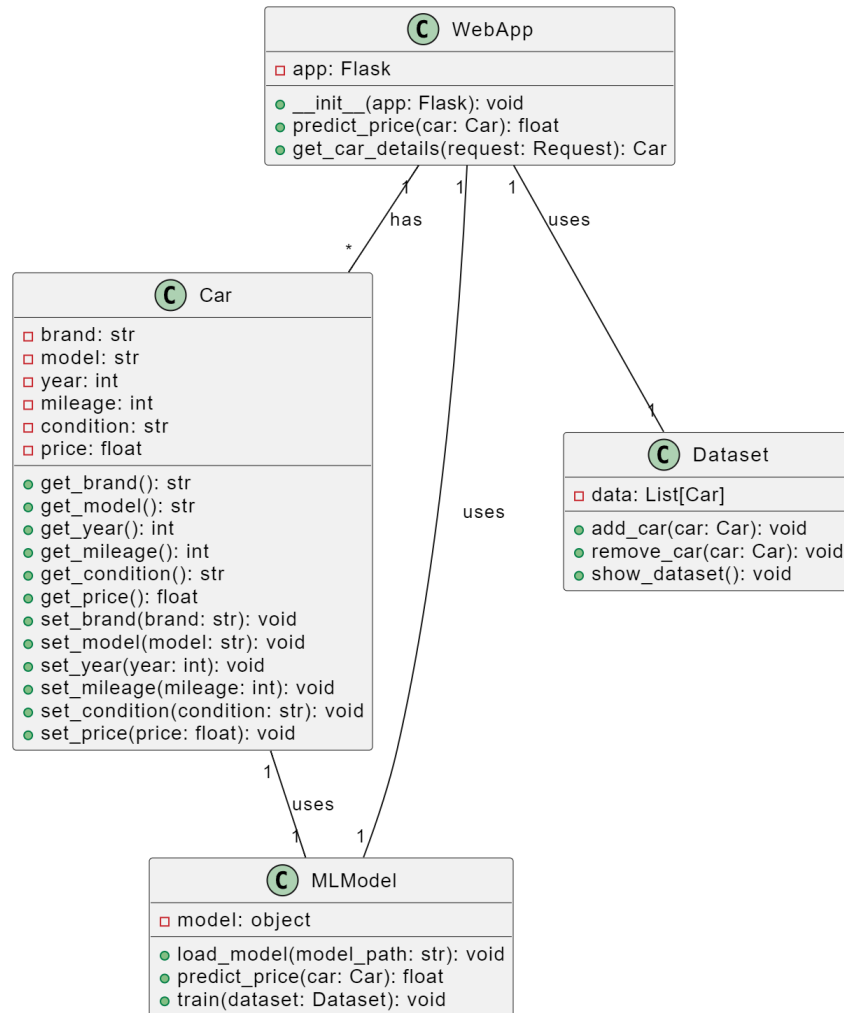 C WebApp
app: Flask
__init__(app: Flask): void
predict_price(car: Car): float
get_car_details(request: Request): Car
1
1
1
has
uses
*
C Car
brand: str
model: str
year: int
mileage: int
condition: str
price: float
get_brand(): str
get_model(): str
get_year(): int
get_mileage(): int
get_condition(): str
get_price(): float
set_brand(brand: str): void
set_model(model: str): void
set_year(year: int): void
set_mileage(mileage: int): void
set_condition(condition: str): void
set_price(price: float): void
uses
1
C Dataset
data: List[Car]
add_car(car: Car): void
remove_car(car: Car): void
show_dataset(): void
1
uses
1
1
C MLModel
model: object
load_model(model_path: str): void
predict_price(car: Car): float
train(dataset: Dataset): void